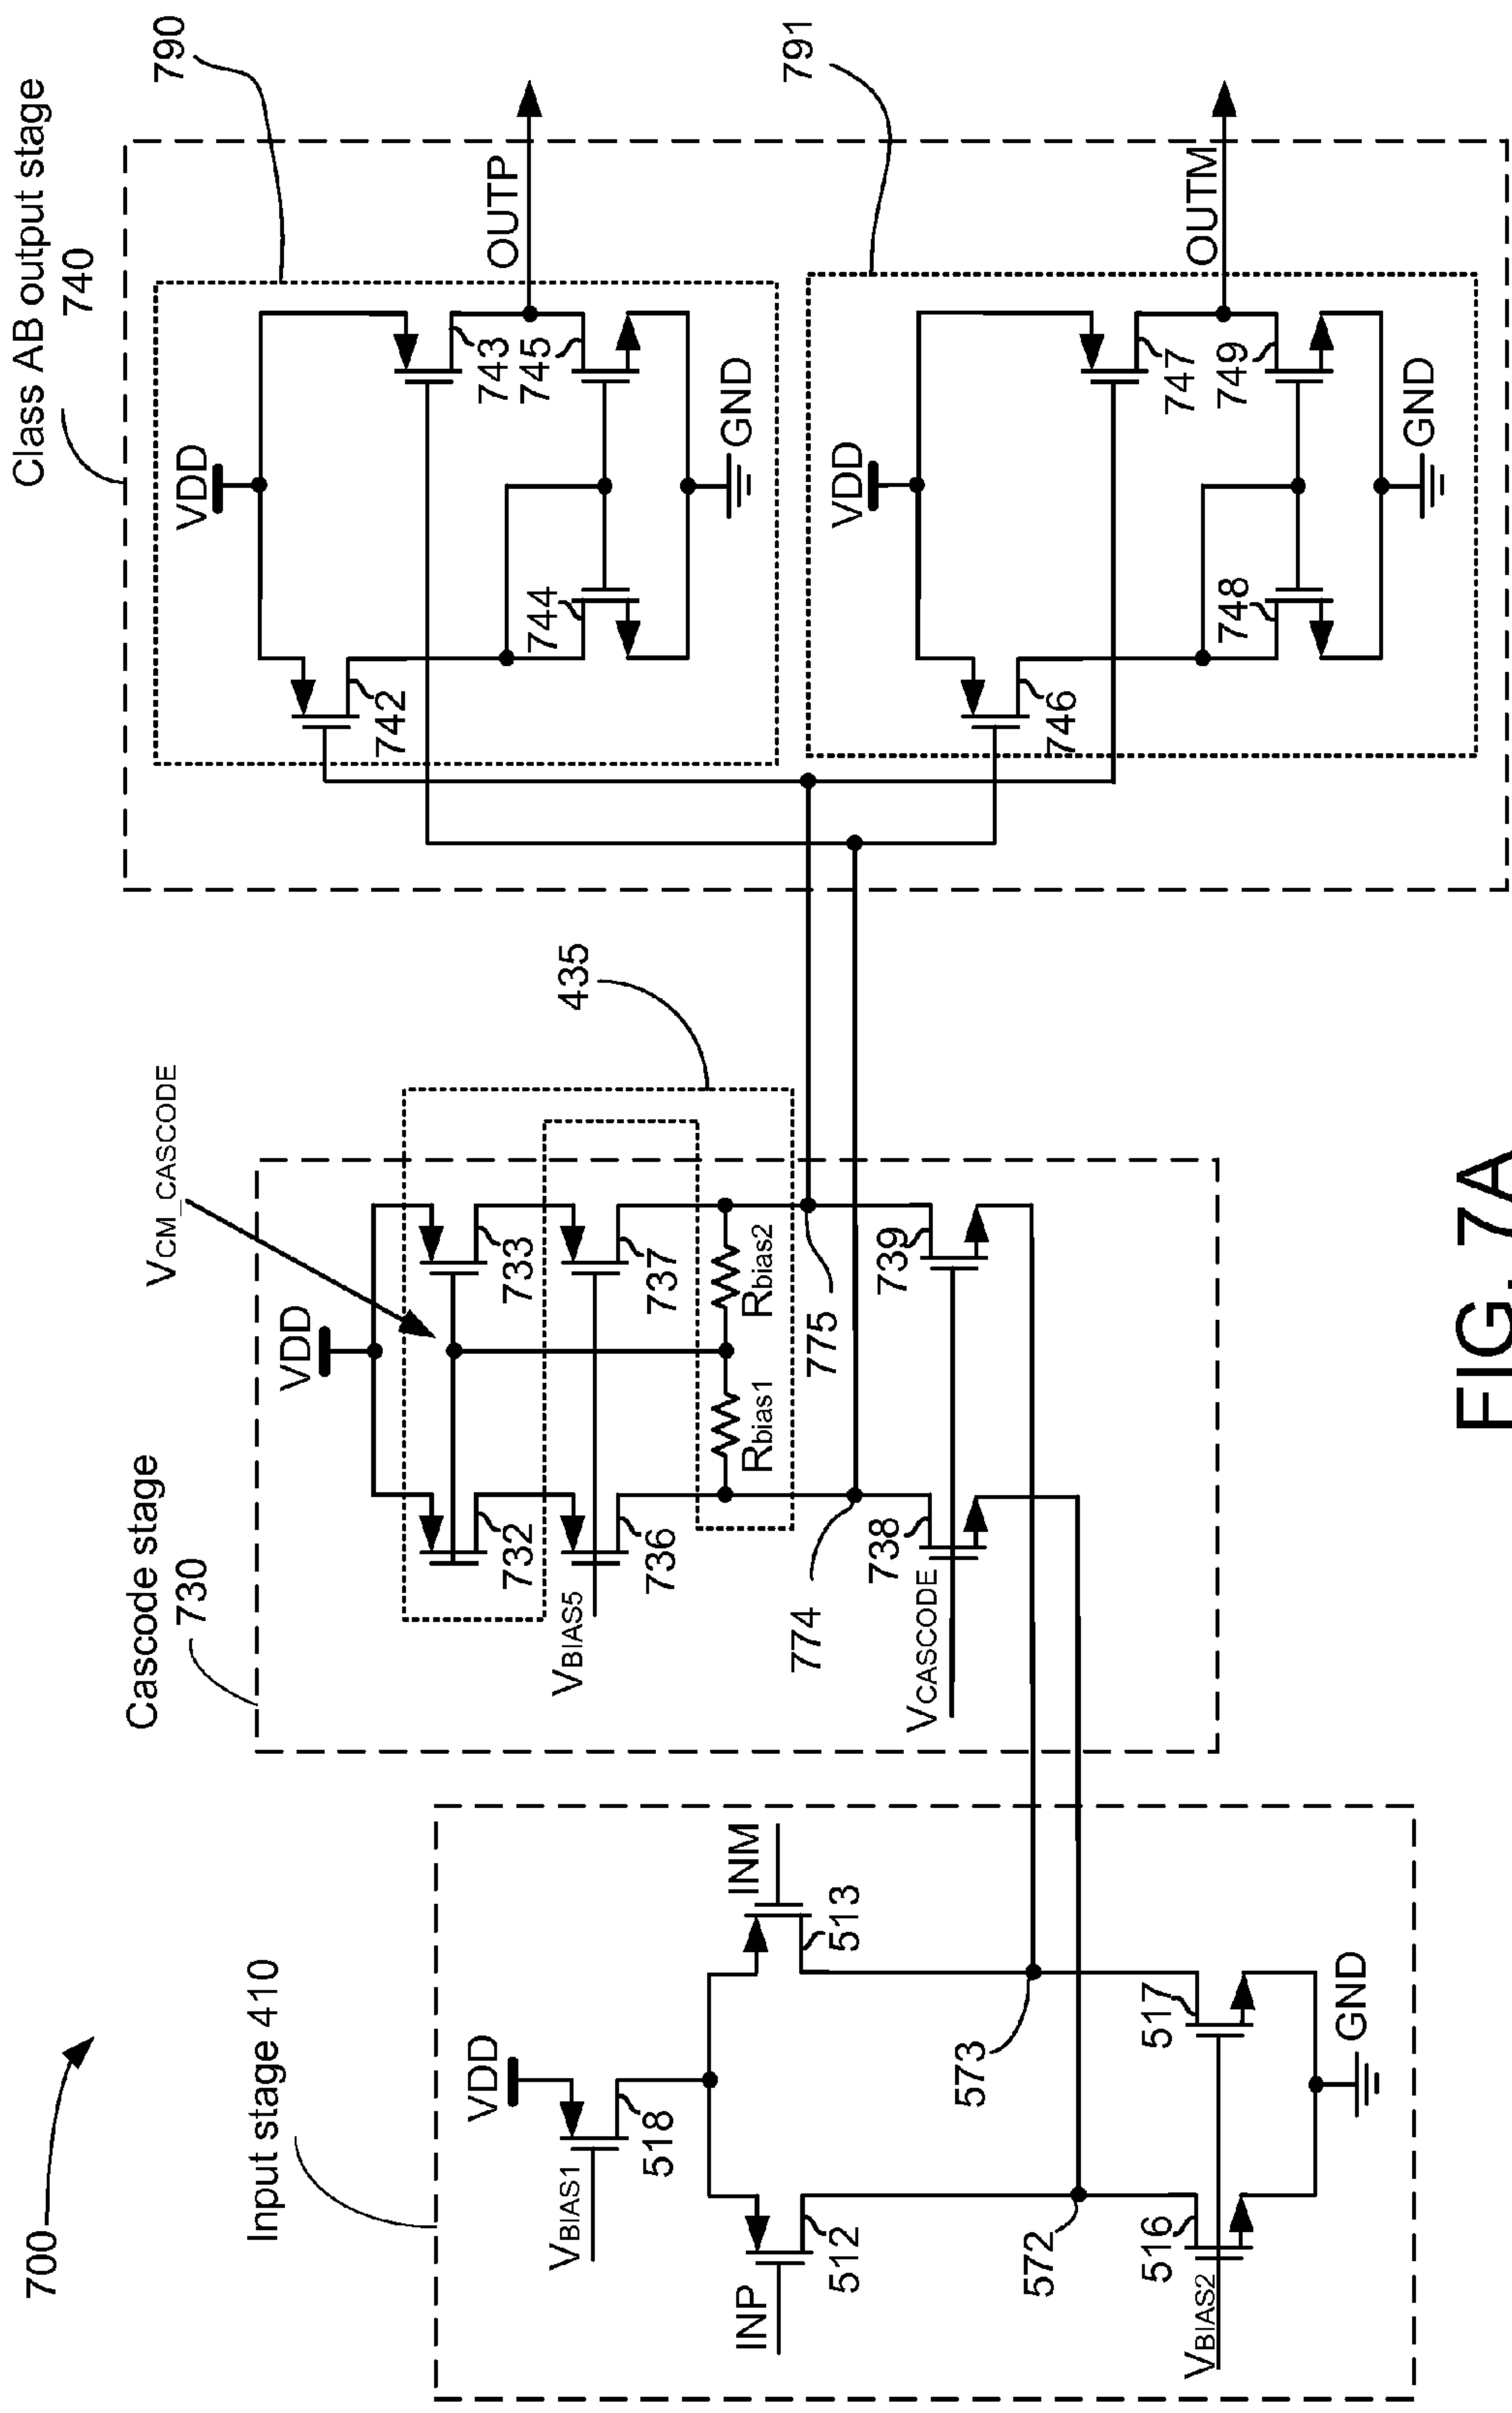 700
Input stage 410
VDD
VBIAS1
518
INP
INM
512
513
573
572
516
517
VBIAS2
GND
Cascode stage
730
VCM_CASCODE
VDD
435
732
733
VBIAS5
736
737
Rbias1
Rbias2
774
775
738
739
VCASCODE
Class AB output stage
740
790
VDD
742
743
OUTP
744
745
GND
791
VDD
746
747
OUTM
748
749
GND
FIG. 7A